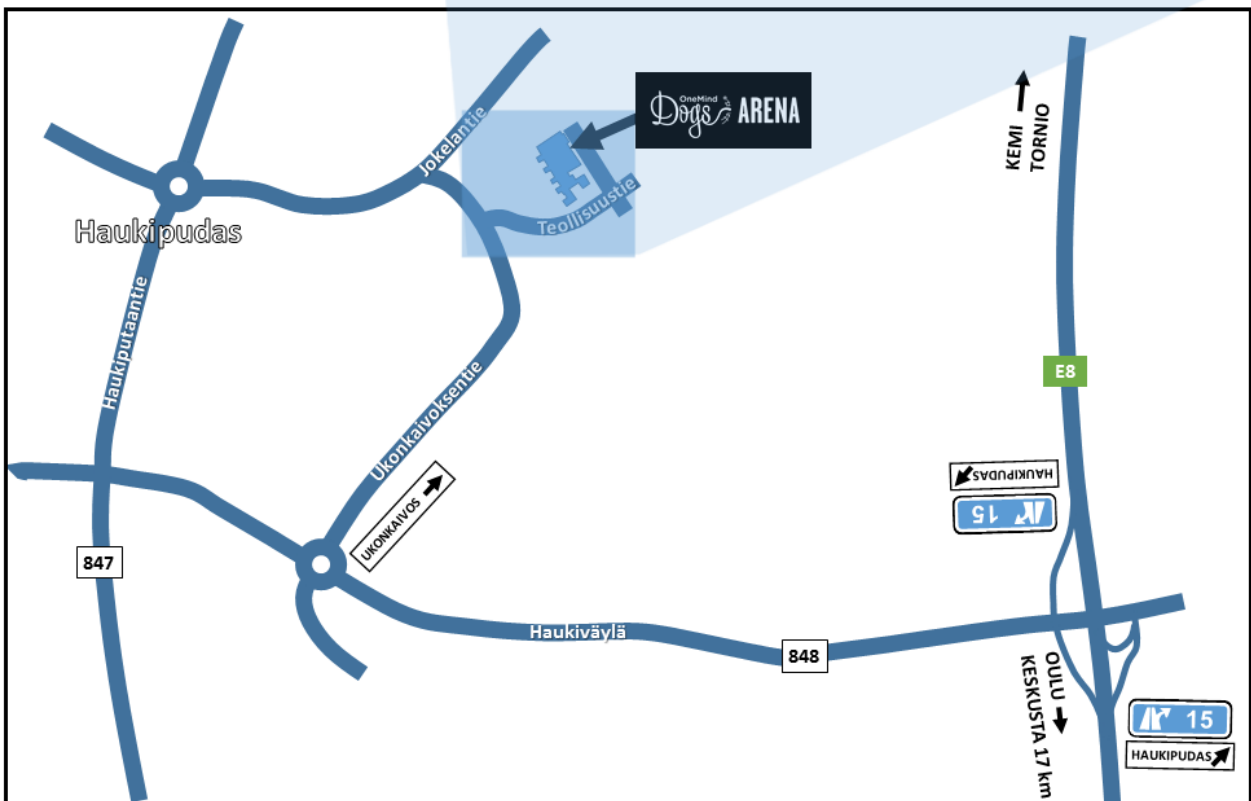 OneMind
Dogs ARENA
KEMI
TORNIO
Jokelantie
Teollisuustie
Haukipudas
Haukiputaantie
E8
Ukonkaivoksentie
HAUKIPUDAS
15
UKONKAIVOS
847
Haukiväylä
848
OULU
KESKUSTA 17 km
15
HAUKIPUDAS